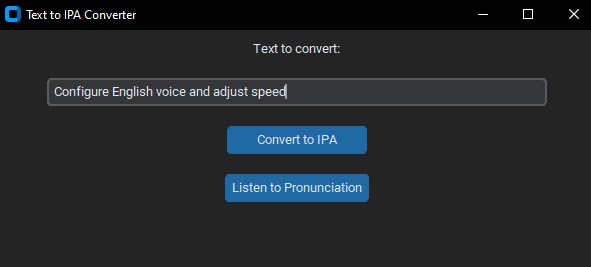 Text to IPA Converter
Text to convert:
Configure English voice and adjust speed
Convert to IPA
Listen to Pronunciation